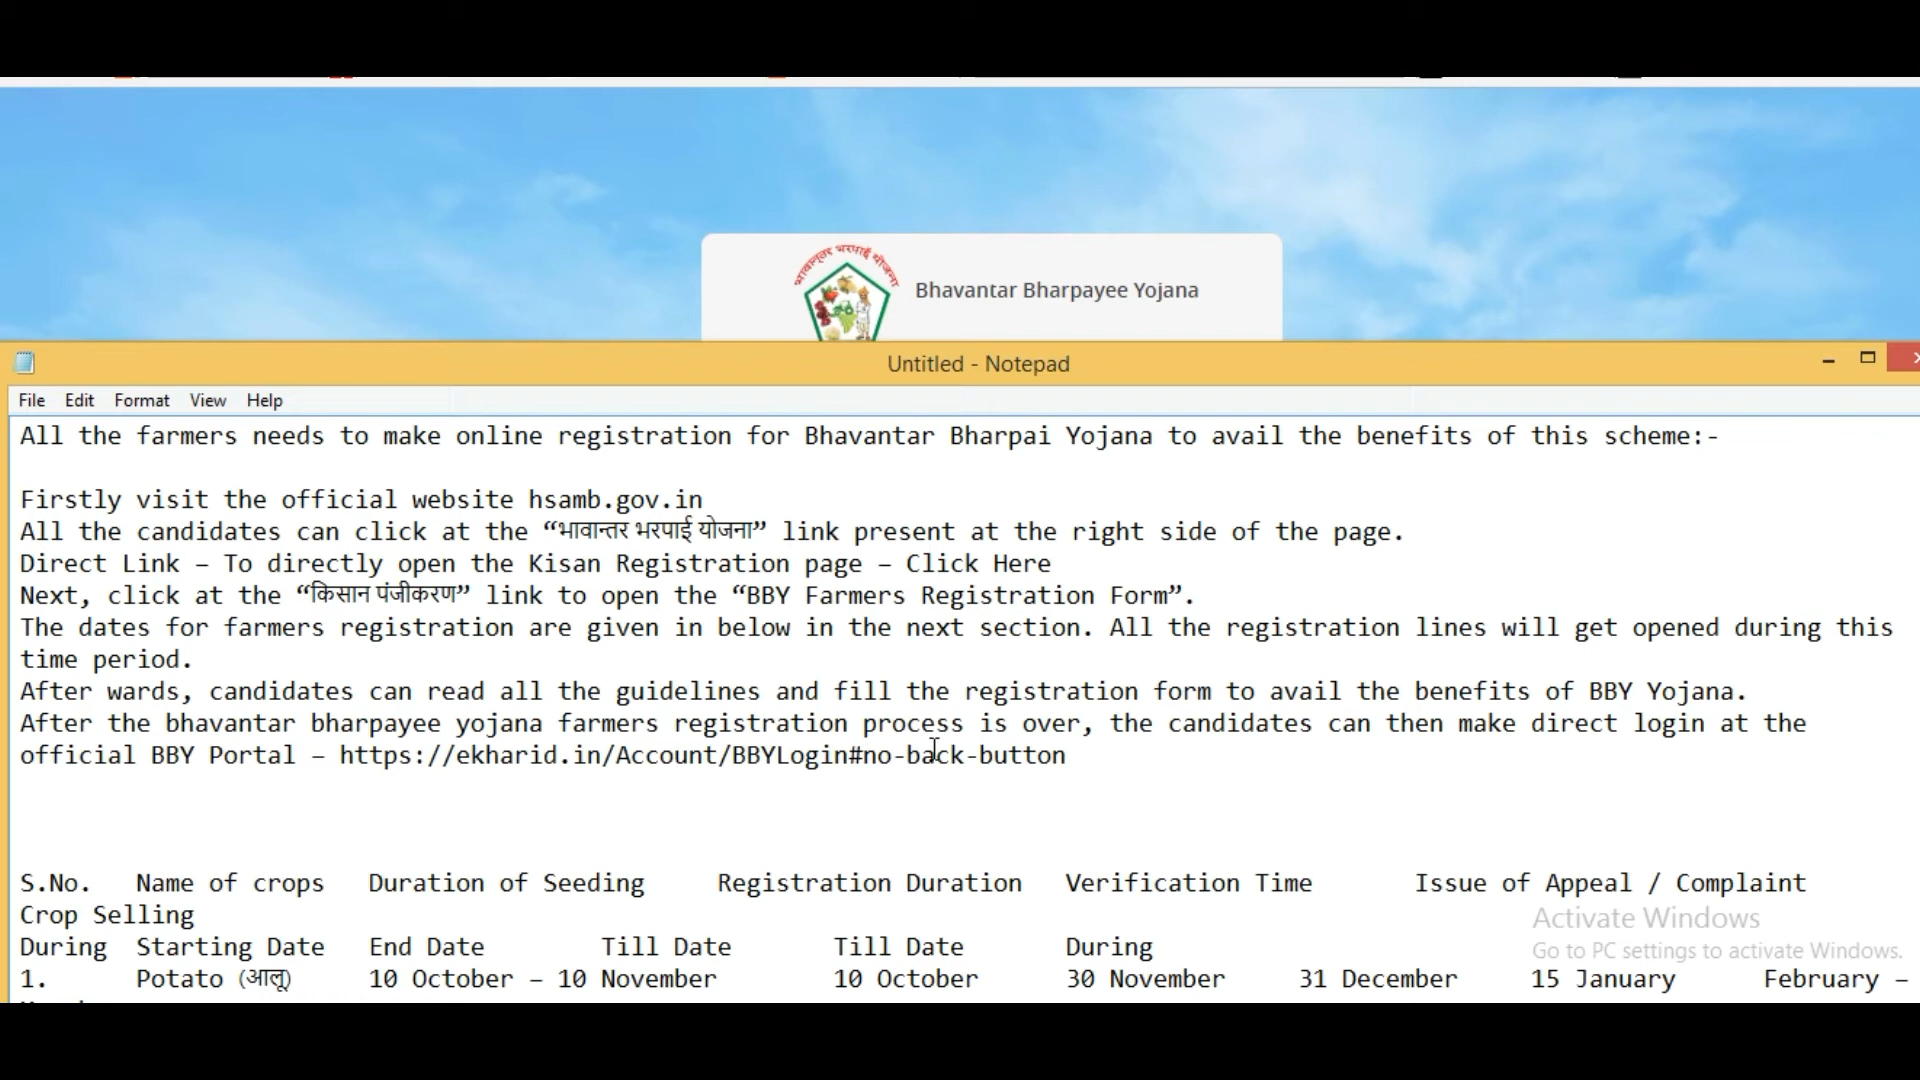 भावान्तर भरपाई योजना
Bhavantar Bharpayee Yojana
Untitled - Notepad
File Edit Format View Help
All the farmers needs to make online registration for Bhavantar Bharpai Yojana to avail the benefits of this scheme:-
Firstly visit the official website hsamb.gov.in
All the candidates can click at the “भावान्तर भरपाई योजना” link present at the right side of the page.
Direct Link – To directly open the Kisan Registration page – Click Here
Next, click at the “किसान पंजीकरण” link to open the “BBY Farmers Registration Form”.
The dates for farmers registration are given in below in the next section. All the registration lines will get opened during this
time period.
After wards, candidates can read all the guidelines and fill the registration form to avail the benefits of BBY Yojana.
After the bhavantar bharpayee yojana farmers registration process is over, the candidates can then make direct login at the
official BBY Portal – https://ekharid.in/Account/BBYLogin#no-back-button
S.No. Name of crops Duration of Seeding Registration Duration Verification Time Issue of Appeal / Complaint
Crop Selling
During Starting Date End Date Till Date Till Date During
1. Potato (आलू) 10 October – 10 November 10 October 30 November 31 December 15 January February –
Activate Windows
Go to PC settings to activate Windows.